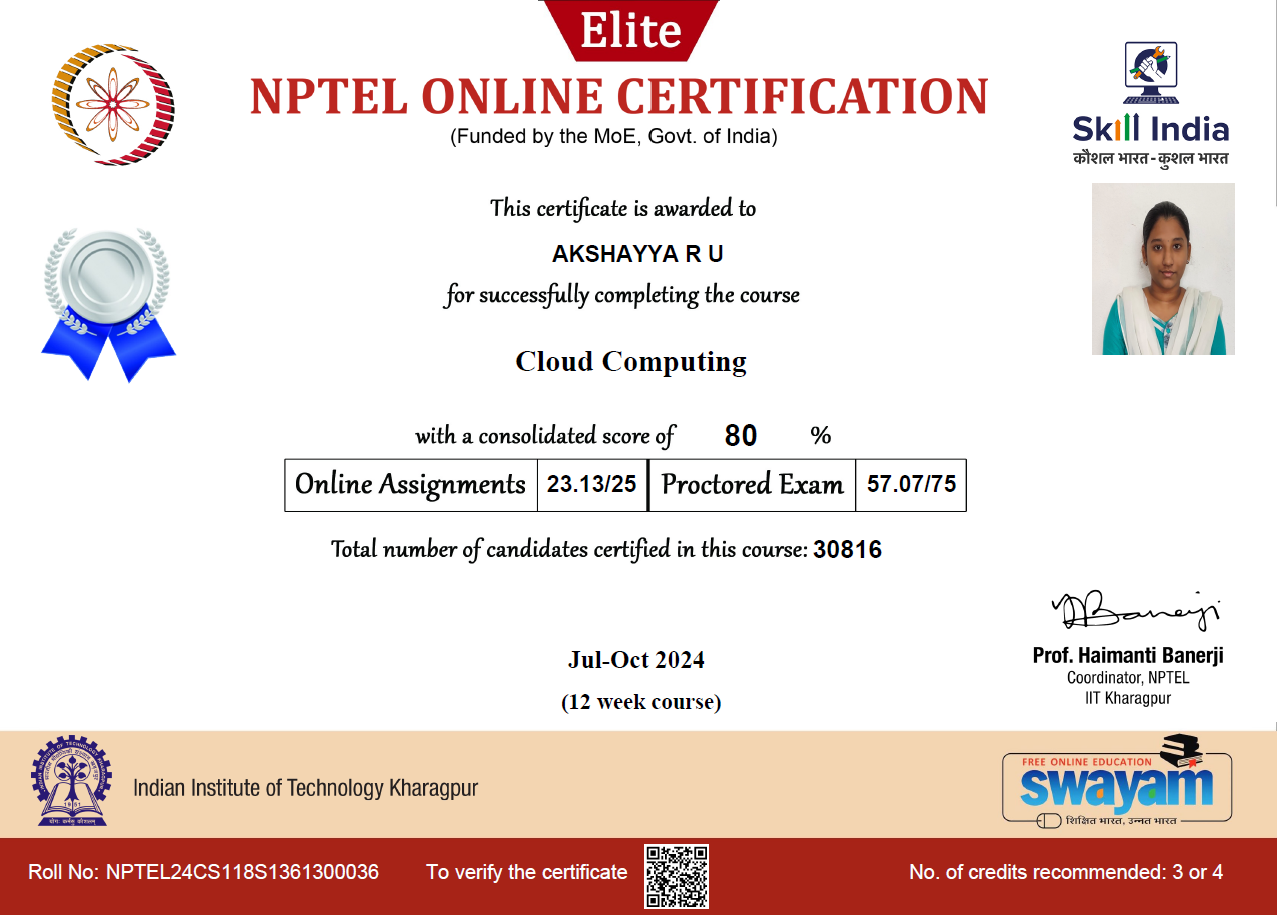 Elite
NPTEL ONLINE CERTIFICATION
(Funded by the MoE, Govt. of India)
Skill India
कौशल भारत - कुशल भारत
This certificate is awarded to
AKSHAYYA R U
for successfully completing the course
Cloud Computing
with a consolidated score of 80 %
Online Assignments 23.13/25 Proctored Exam 57.07/75
Total number of candidates certified in this course: 30816
Jul-Oct 2024
(12 week course)
HBanerji
Prof. Haimanti Banerji
Coordinator, NPTEL
IIT Kharagpur
1951
योगः कर्मसु कौशलम्
Indian Institute of Technology Kharagpur
FREE ONLINE EDUCATION
swayam
शिक्षित भारत, उन्नत भारत
Roll No: NPTEL24CS118S1361300036
To verify the certificate
No. of credits recommended: 3 or 4